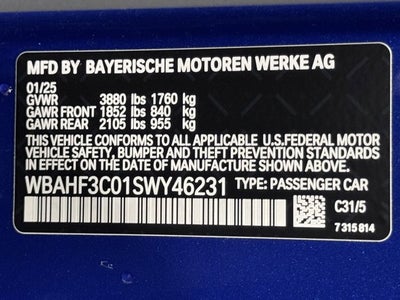 MFD BY BAYERISCHE MOTOREN WERKE AG
01/25
GVWR 3880 lbs 1760 kg
GAWR FRONT 1852 lbs 840 kg
GAWR REAR 2105 lbs 955 kg
THIS VEHICLE CONFORMS TO ALL APPLICABLE U.S.FEDERAL MOTOR
VEHICLE SAFETY, BUMPER, AND THEFT PREVENTION STANDARDS
IN EFFECT ON THE DATE OF MANUFACTURE SHOWN ABOVE.
WBAHF3C01SWY46231 TYPE: PASSENGER CAR
C31/5
7 315 814